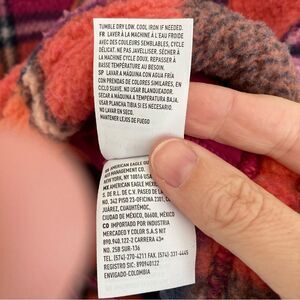 TUMBLE DRY LOW. COOL IRON IF NEEDED.
FR LAVER À LA MACHINE À L'EAU FROIDE
AVEC DES COULEURS SEMBLABLES, CYCLE
DÉLICAT. NE PAS JAVELLISER. SÉCHER À
LA MACHINE CYCLE DOUX. REPASSER À
BASSE TEMPÉRATURE AU BESOIN.
SP LAVAR A MÁQUINA CON AGUA FRÍA
CON PRENDAS DE COLORES SIMILARES, EN
CICLO SUAVE. NO USAR BLANQUEADOR.
SECAR A MÁQUINA A TEMPERATURA BAJA.
USAR PLANCHA TIBIA SI ES NECESARIO.
NO LAVAR EN SECO.
MANTENER LEJOS DE FUEGO
AMERICAN EAGLE OU
MANAGEMENT CO.
NEW YORK, NY 10016 USA
MX AMERICAN EAGLE
S. DE R.L. DE C.V. PASEO DE
NO. 342 PISO 23-OFICINA 2301,
JUÁREZ, CUAUHTÉMOC,
CIUDAD DE MÉXICO, 06600, MÉXICO
CO IMPORTADO POR INDUSTRIA
MERCADEO Y COLOR S.A.S NIT
890.940.122-2 CARRERA 43ª
NO. 25B SUR-136
TEL. (574)-270-4211 FAX. (574)-331-4445
REGISTRO SIC: 890940122
ENVIGADO-COLOMBIA